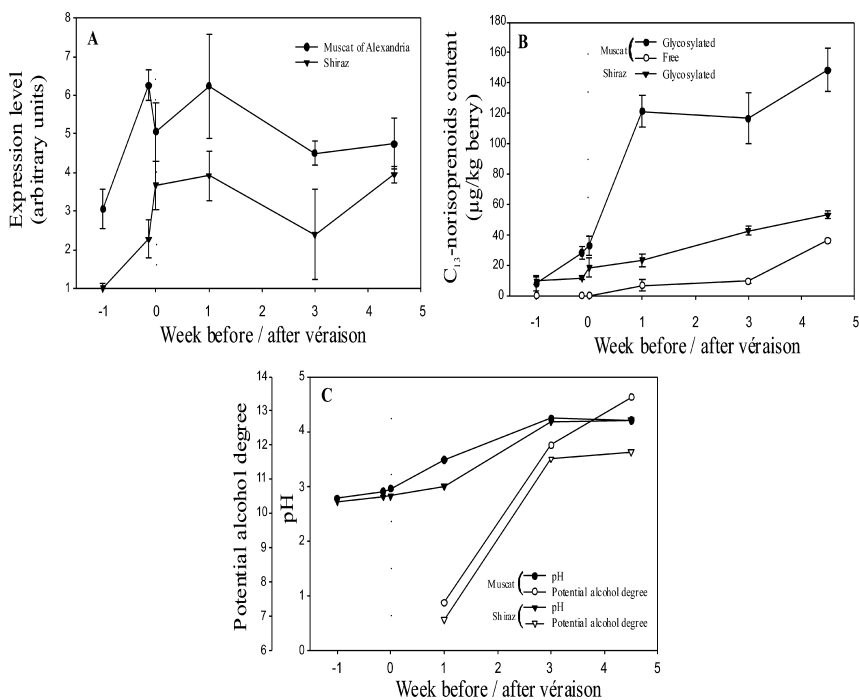 A
Muscat of Alexandria
Shiraz
Expression level
(arbitrary units)
8
7
6
5
4
3
2
1
-1 0 1 2 3 4 5
Week before / after véraison
B
Muscat
Glycosylated
Free
Shiraz
Glycosylated
C13-norisoprenoids content
(µg/kg berry)
180
160
140
120
100
80
60
40
20
0
-1 0 1 2 3 4 5
Week before / after véraison
C
Potential alcohol degree
14
13
12
11
10
9
8
7
6
pH
5
4
3
2
1
0
Muscat
pH
Potential alcohol degree
Shiraz
pH
Potential alcohol degree
-1 0 1 2 3 4 5
Week before / after véraison